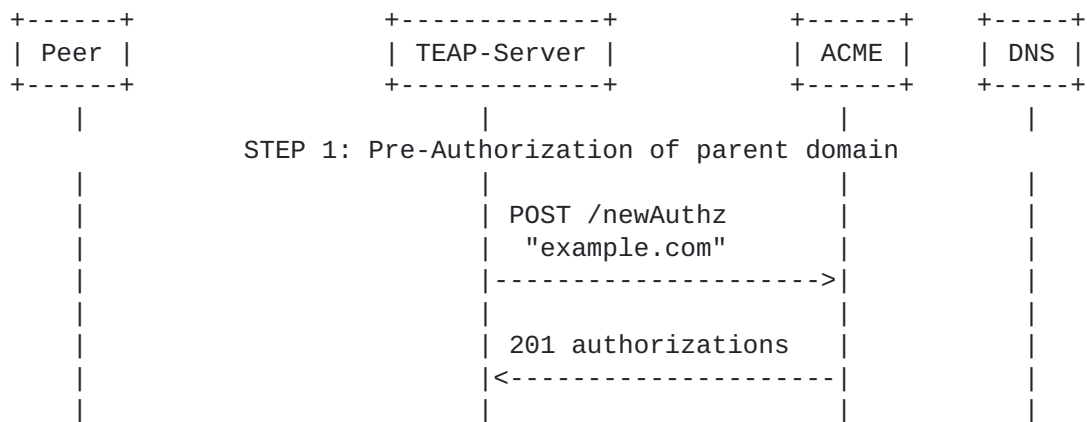 +------+                +-------------+            +------+    +-----+
| Peer |                | TEAP-Server |            | ACME |    | DNS |
+------+                +-------------+            +------+    +-----+
    |                         |                      |           |
               STEP 1: Pre-Authorization of parent domain
    |                         |                      |           |
    |                         | POST /newAuthz       |           |
    |                         |  "example.com"       |           |
    |                         |--------------------->|           |
    |                         |                      |           |
    |                         | 201 authorizations   |           |
    |                         |<---------------------|           |
    |                         |                      |           |